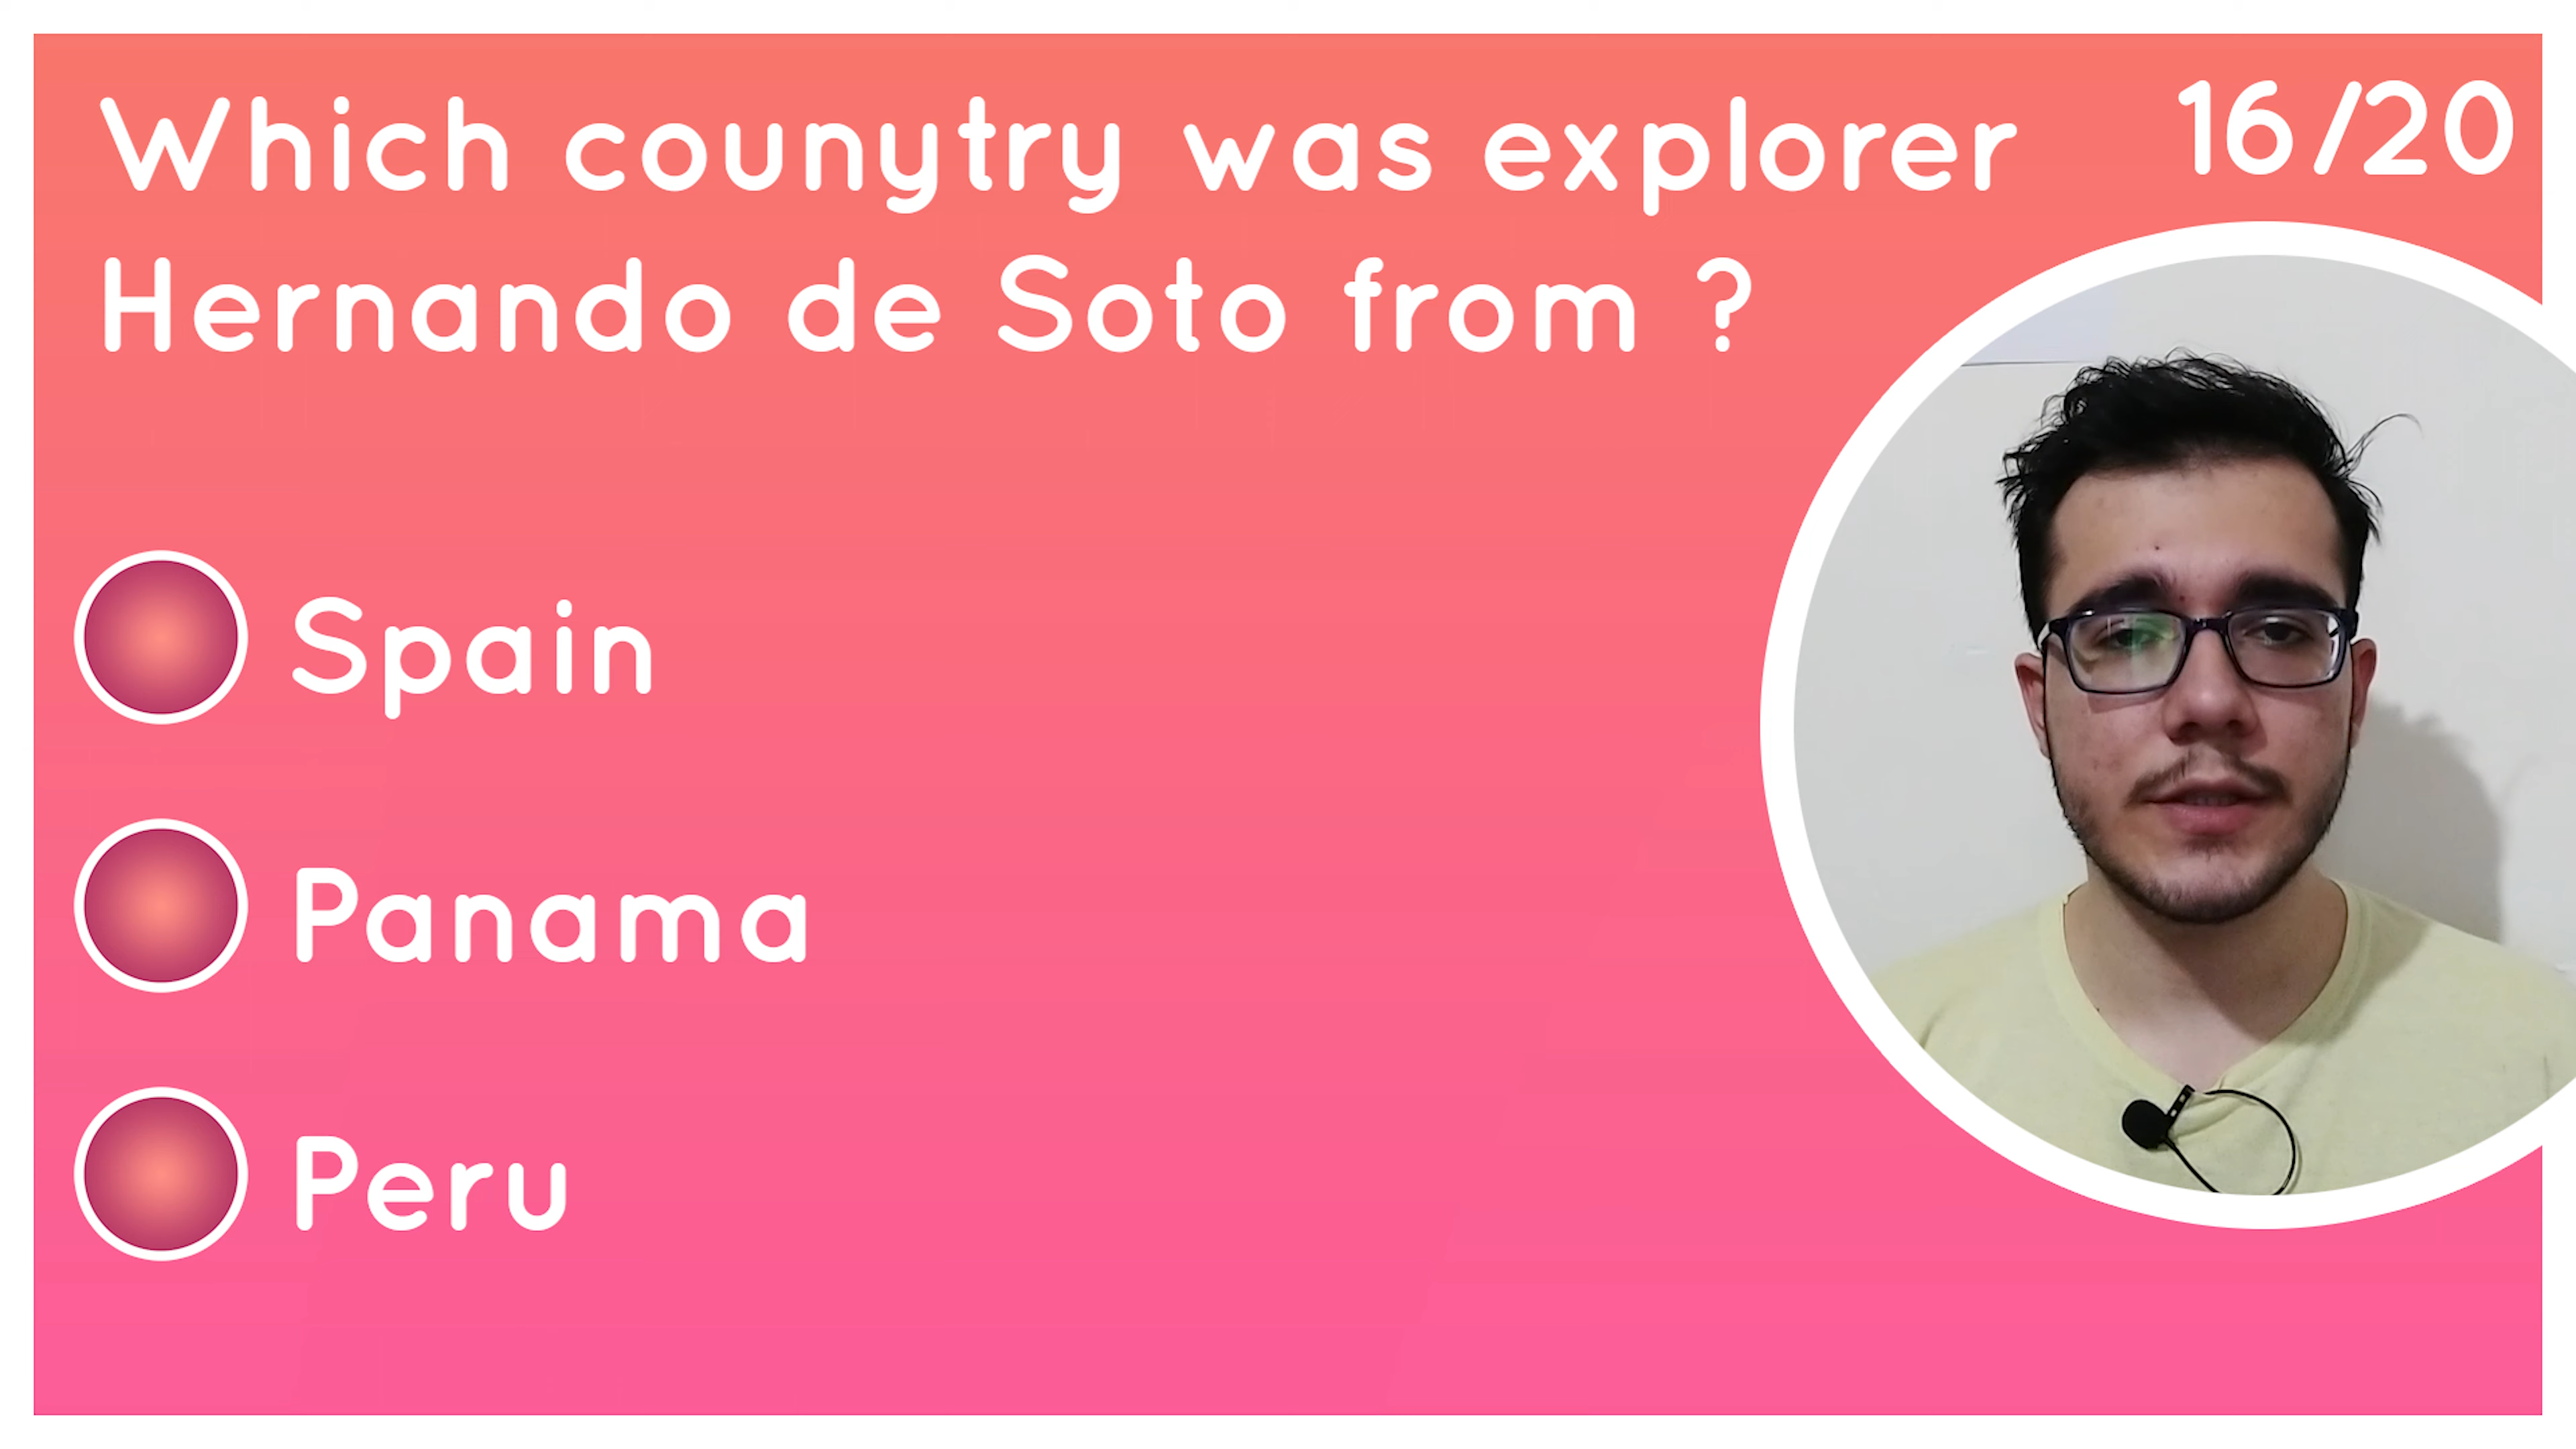 Which counytry was explorer
16/20
Hernando de Soto from ?
Spain
Panama
Peru